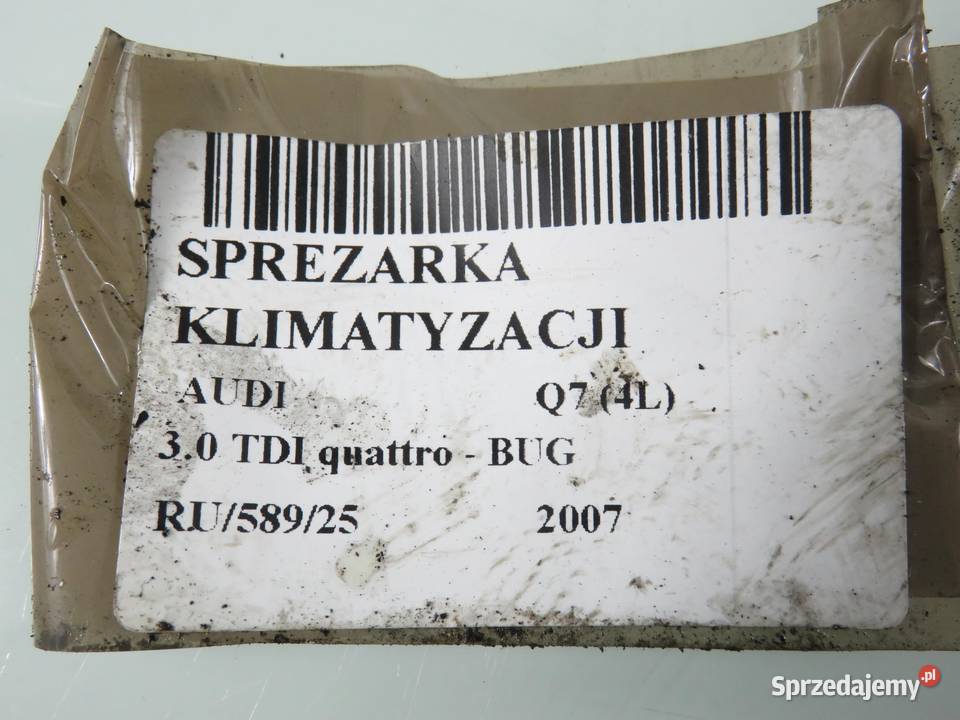 SPREZARKA
KLIMATYZACJI
AUDI Q7 (4L)
3.0 TDI quattro - BUG
RU/589/25 2007
Sprzedajemy.pl